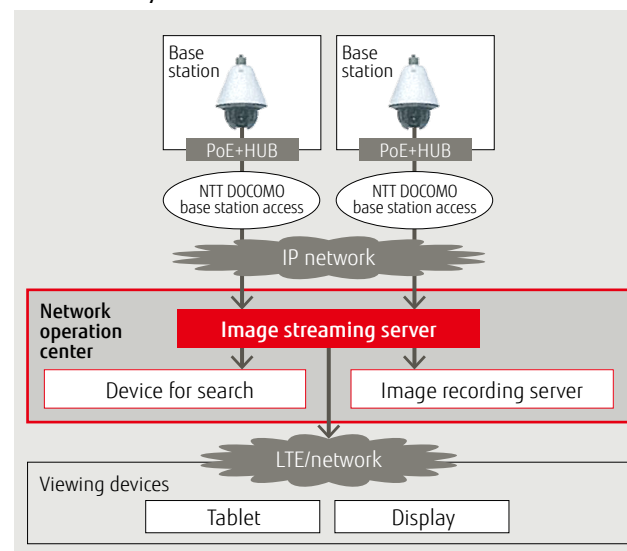 Base
station
Base
station
PoE+HUB
PoE+HUB
NTT DOCOMO
base station access
NTT DOCOMO
base station access
IP network
Network
operation
center
Image streaming server
Device for search
Image recording server
LTE/network
Viewing devices
Tablet
Display